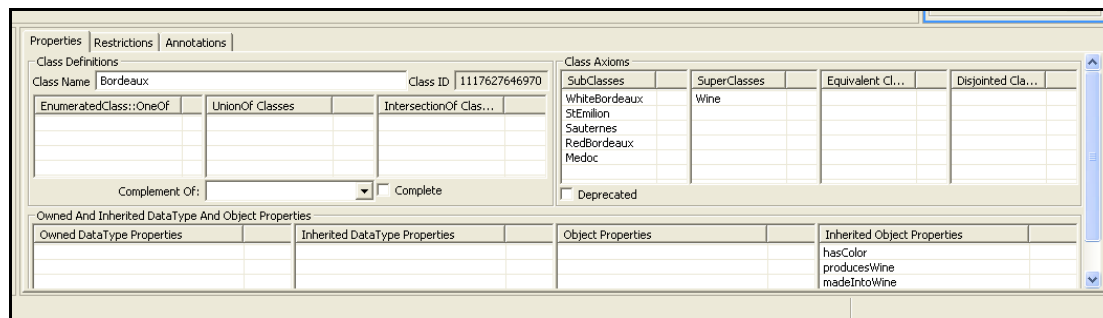 Properties Restrictions Annotations
Class Definitions
Class Name Bordeaux Class ID 1117627646970
EnumeratedClass::OneOf UnionOf Classes IntersectionOf Clas...
Complement Of: Complete
Class Axioms
SubClasses SuperClasses Equivalent Cl... Disjointed Cla...
WhiteBordeaux Wine
StEmilion
Sauternes
RedBordeaux
Medoc
Deprecated
Owned And Inherited DataType And Object Properties
Owned DataType Properties Inherited DataType Properties Object Properties Inherited Object Properties
hasColor
producesWine
madeIntoWine